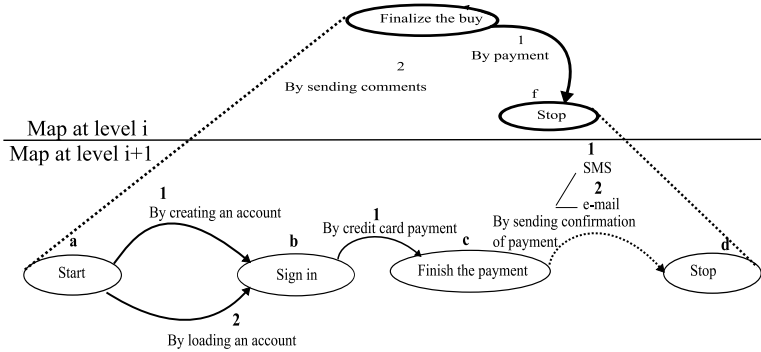 Finalize the buy
1
By payment
2
By sending comments
f
Stop
Map at level i
Map at level i+1
1
SMS
2
e-mail
1
By creating an account
1
By credit card payment
By sending confirmation
of payment
a
b
c
d
Start
Sign in
Finish the payment
Stop
2
By loading an account